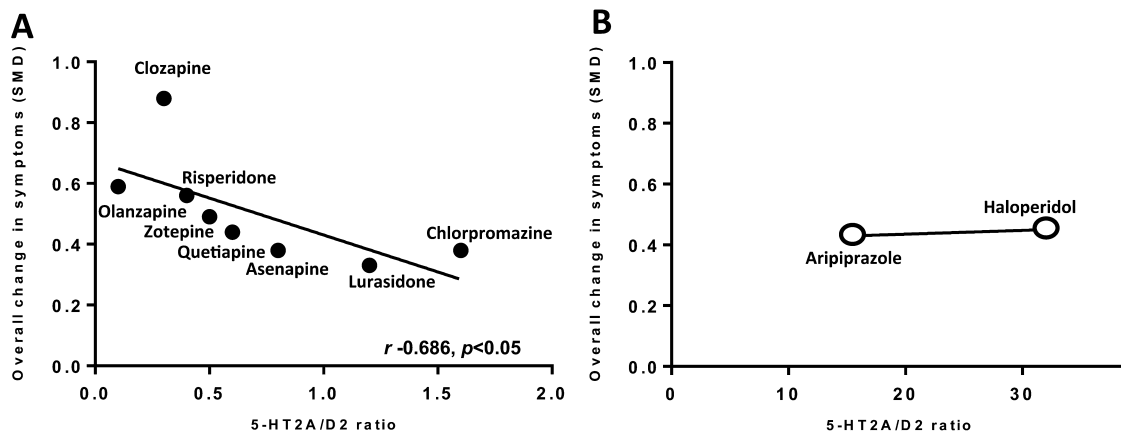 A
Overall change in symptoms (SMD)
1.0
0.8
0.6
0.4
0.2
0.0
Clozapine
Risperidone
Olanzapine
Zotepine
Quetiapine
Asenapine
Chlorpromazine
Lurasidone
r -0.686, p<0.05
0.0 0.5 1.0 1.5 2.0
5-HT2A/D2 ratio
B
Overall change in symptoms (SMD)
1.0
0.8
0.6
0.4
0.2
0.0
Haloperidol
Aripiprazole
0 10 20 30
5-HT2A/D2 ratio